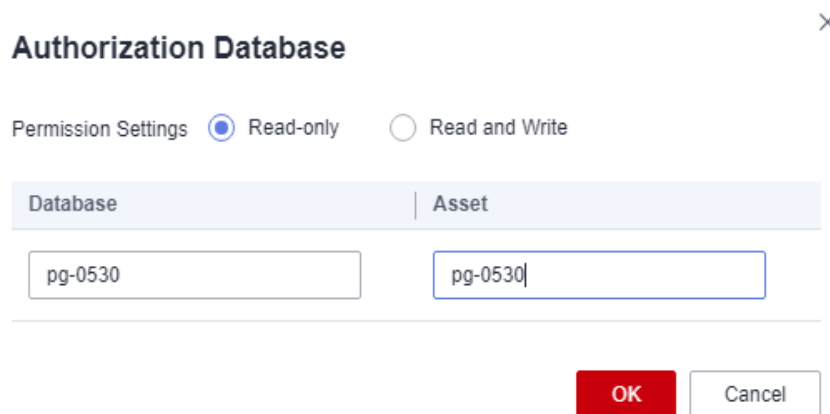 Authorization Database
Permission Settings Read-only Read and Write
Database Asset
pg-0530 pg-0530
OK Cancel